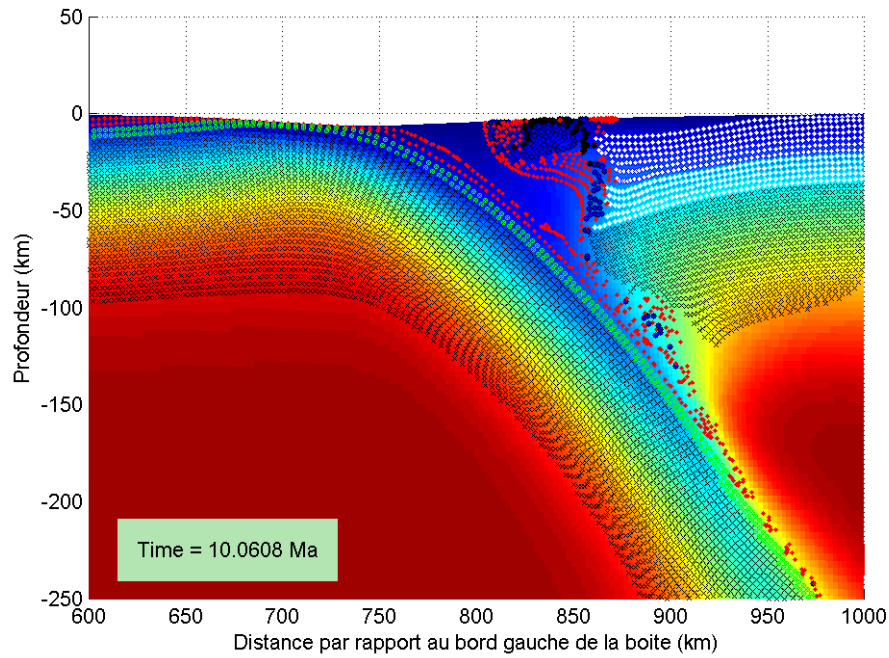 50
0
-50
-100
-150
-200
-250
Profondeur (km)
Time = 10.0608 Ma
600 650 700 750 800 850 900 950 1000
Distance par rapport au bord gauche de la boite (km)